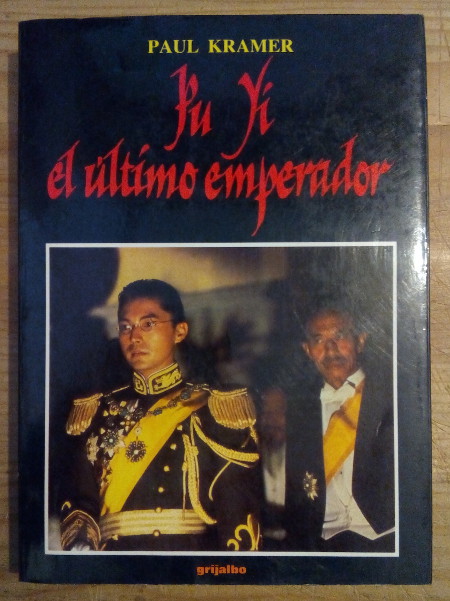 PAUL KRAMER
Pu Yi
el último emperador
grijalbo